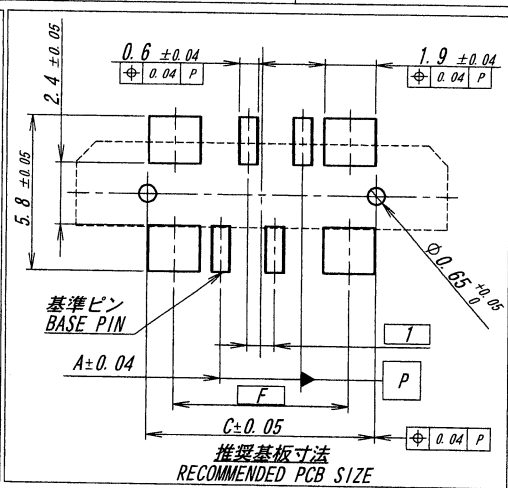 0.6 ±0.04
⌖ 0.04 P
1.9 ±0.04
⌖ 0.04 P
2.4 ±0.05
5.8 ±0.05
Ø0.65 +0.05 0
基準ピン
BASE PIN
1
A±0.04
P
F
C±0.05
⌖ 0.04 P
推奨基板寸法
RECOMMENDED PCB SIZE